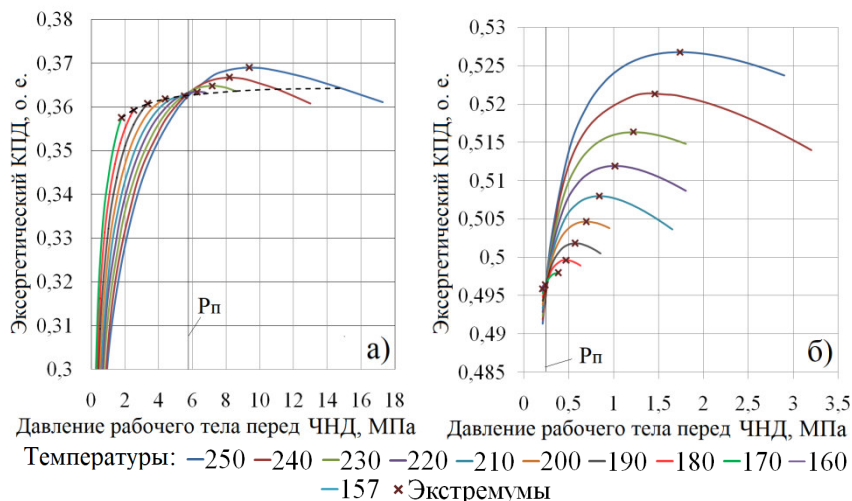 Эксергетический КПД, о. е.
0,38
0,37
0,36
0,35
0,34
0,33
0,32
0,31
0,3
Рп
а)
0 2 4 6 8 10 12 14 16 18
Давление рабочего тела перед ЧНД, МПа
Эксергетический КПД, о. е.
0,53
0,525
0,52
0,515
0,51
0,505
0,5
0,495
0,49
0,485
Рп
б)
0 0,5 1 1,5 2 2,5 3 3,5
Давление рабочего тела перед ЧНД, МПа
Температуры: 250 240 230 220 210 200 190 180 170 160
157 Экстремумы